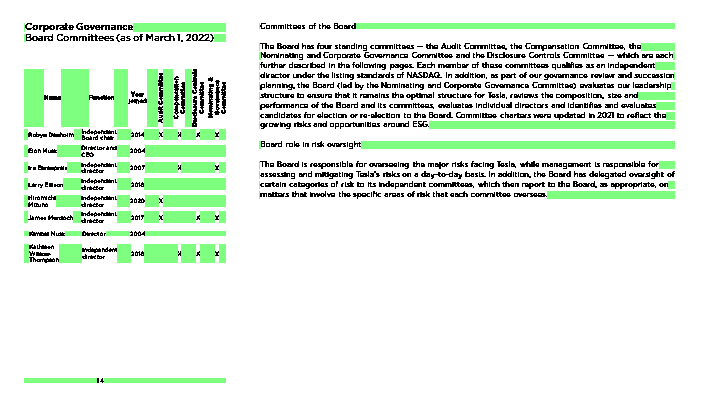 Corporate Governance
Board Committees (as of March 1, 2022)
Name Function Year joined Audit Committee Compensation Committee Disclosure Controls Committee Nominating & Governance Committee
Robyn Denholm Independent Board chair 2014 X X X X
Elon Musk Director and CEO 2004
Ira Ehrenpreis Independent director 2007 X X
Larry Ellison Independent director 2018
Hiromichi Mizuno Independent director 2020 X
James Murdoch Independent director 2017 X X X
Kimbal Musk Director 2004
Kathleen Wilson-Thompson Independent director 2018 X X X
14
Committees of the Board
The Board has four standing committees — the Audit Committee, the Compensation Committee, the
Nominating and Corporate Governance Committee and the Disclosure Controls Committee — which are each
further described in the following pages. Each member of these committees qualifies as an independent
director under the listing standards of NASDAQ. In addition, as part of our governance review and succession
planning, the Board (led by the Nominating and Corporate Governance Committee) evaluates our leadership
structure to ensure that it remains the optimal structure for Tesla, reviews the composition, size and
performance of the Board and its committees, evaluates individual directors and identifies and evaluates
candidates for election or re-election to the Board. Committee charters were updated in 2021 to reflect the
growing risks and opportunities around ESG.
Board role in risk oversight
The Board is responsible for overseeing the major risks facing Tesla, while management is responsible for
assessing and mitigating Tesla's risks on a day-to-day basis. In addition, the Board has delegated oversight of
certain categories of risk to its independent committees, which then report to the Board, as appropriate, on
matters that involve the specific areas of risk that each committee oversees.